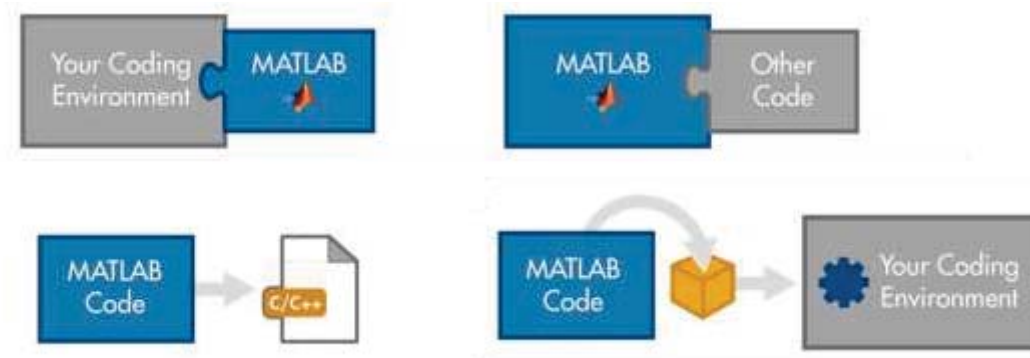 Your Coding
Environment
MATLAB
MATLAB
Other
Code
MATLAB
Code
C/C++
MATLAB
Code
Your Coding
Environment